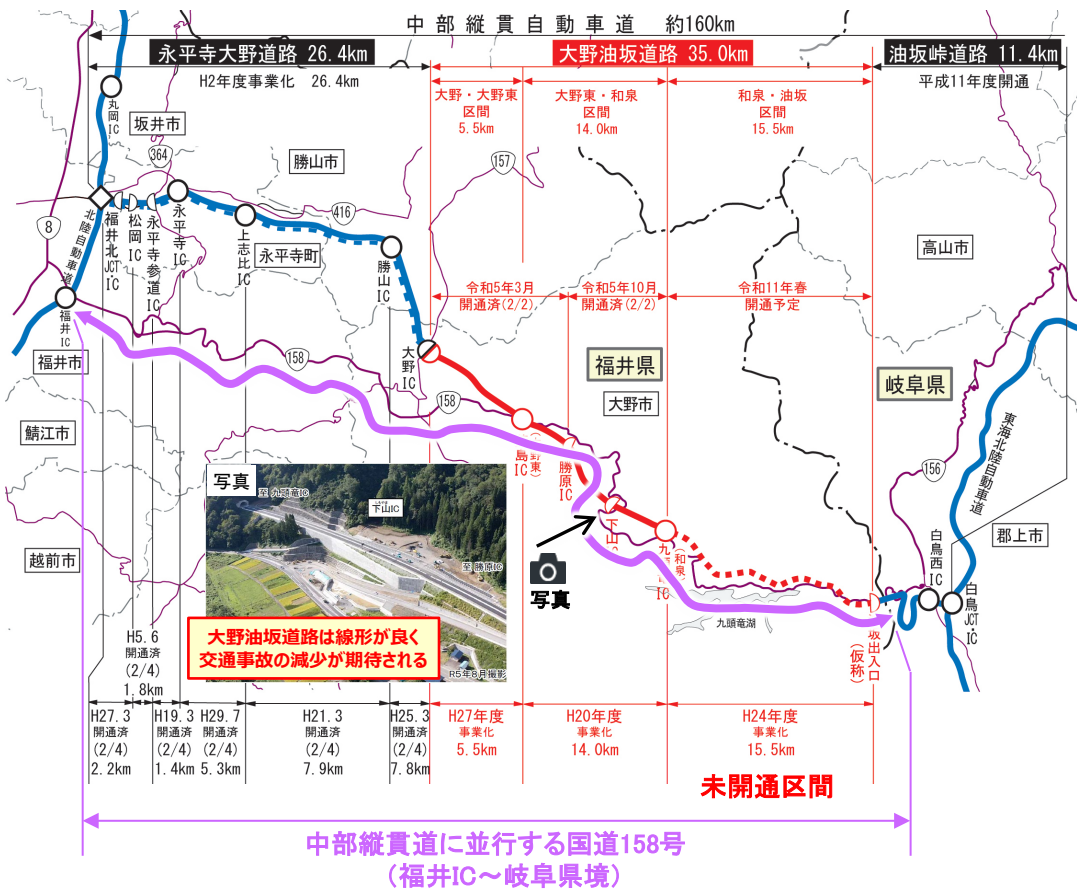 中部縦貫自動車道 約160km
永平寺大野道路 26.4km
大野油坂道路 35.0km
油坂峠道路 11.4km
H2年度事業化 26.4km
平成11年度開通
大野・大野東
区間
5.5km
大野東・和泉
区間
14.0km
和泉・油坂
区間
15.5km
丸岡IC
坂井市
364
勝山市
157
416
8
北陸自動車道
福井北JCT・IC
松岡IC
永平寺参道IC
永平寺IC
上志比IC
永平寺町
勝山IC
高山市
令和5年3月
開通済(2/2)
令和5年10月
開通済(2/2)
令和11年春
開通予定
福井IC
福井市
158
大野IC
158
福井県
大野市
岐阜県
鯖江市
越前市
勝原IC
東海北陸自動車道
156
郡上市
白鳥西IC
白鳥JCT・IC
九頭竜湖
(仮称)
写真
至 九頭竜IC
下山IC
至 勝原IC
写真
大野油坂道路は線形が良く
交通事故の減少が期待される
R5年8月撮影
H5.6
開通済
(2/4)
1.8km
H27.3
開通済
(2/4)
2.2km
H19.3
開通済
(2/4)
1.4km
H29.7
開通済
(2/4)
5.3km
H21.3
開通済
(2/4)
7.9km
H25.3
開通済
(2/4)
7.8km
H27年度
事業化
5.5km
H20年度
事業化
14.0km
H24年度
事業化
15.5km
未開通区間
中部縦貫道に並行する国道158号
(福井IC～岐阜県境)